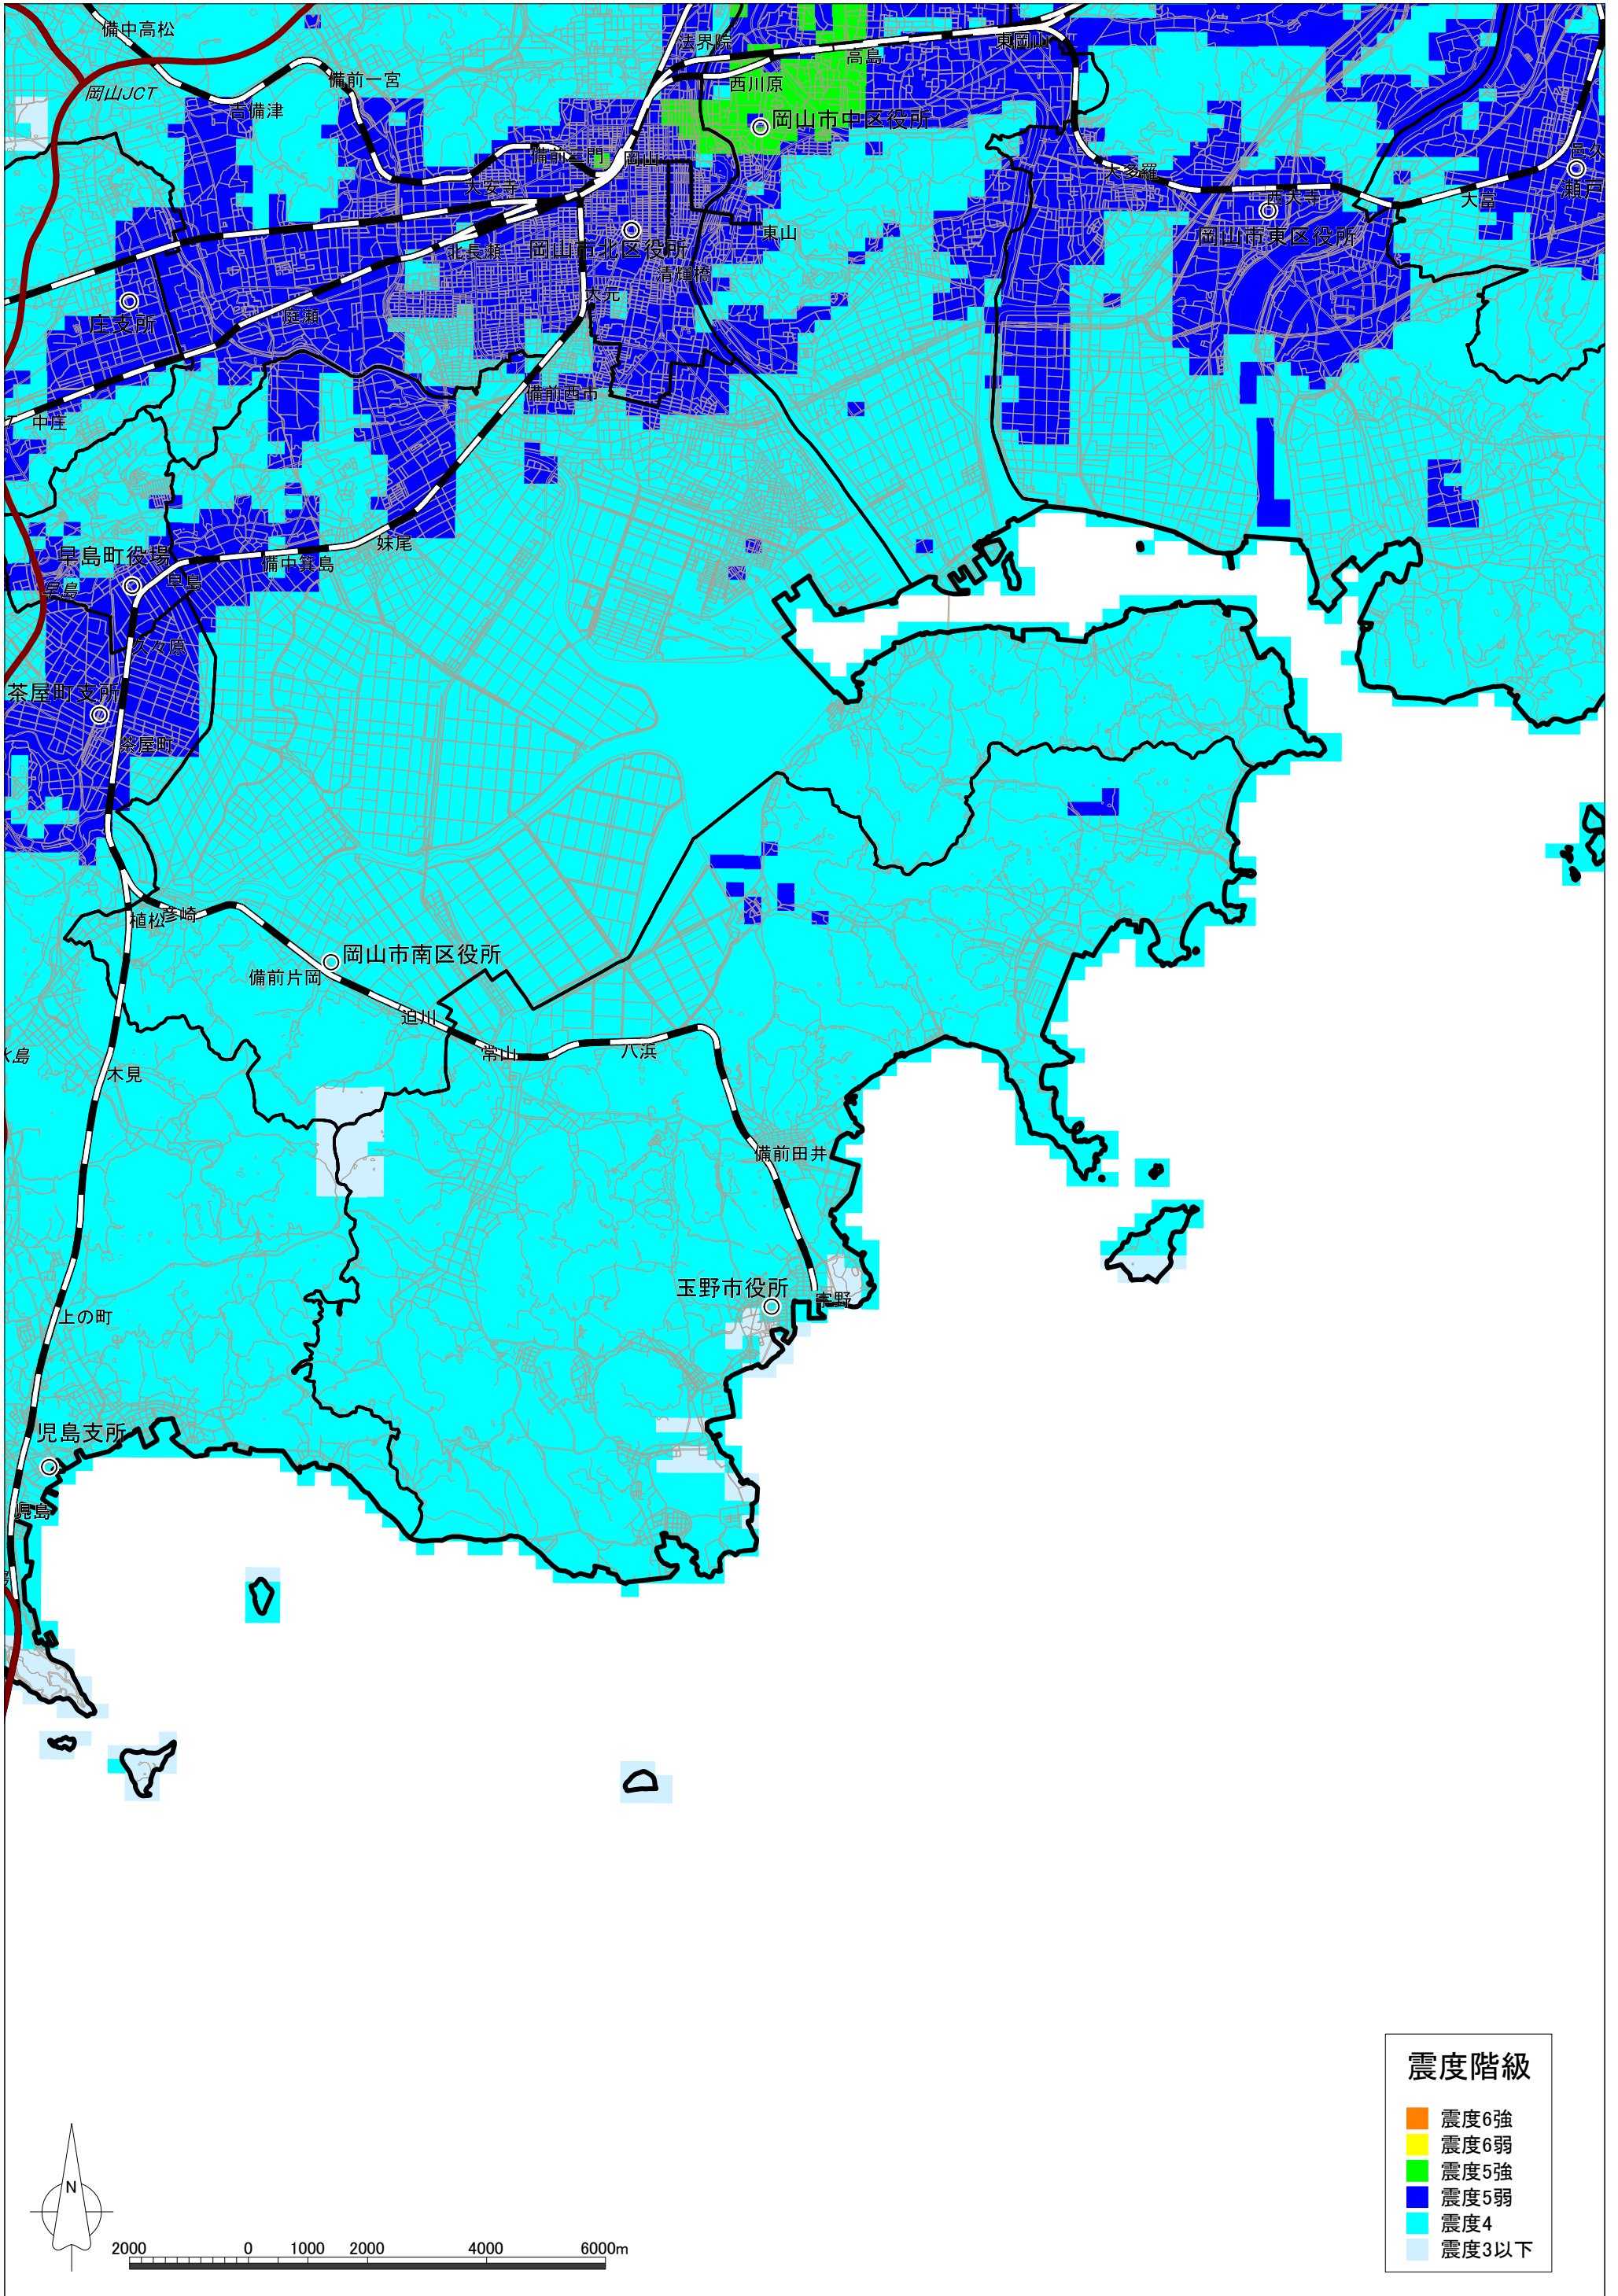 備中高松
法界院
東岡山
高島
備前一宮
岡山JCT
西川原
吉備津
岡山市中区役所
備前三門
岡山
邑久
大安寺
大多羅
瀬戸
西大寺
大富
東山
岡山市東区役所
北長瀬
岡山市北区役所
清輝橋
大元
庭瀬
庄支所
備前西市
中庄
妹尾
早島町役場
備中箕島
早島
早島
久々原
茶屋町支所
茶屋町
植松
彦崎
岡山市南区役所
備前片岡
迫川
常山
八浜
水島
木見
備前田井
玉野市役所
宇野
上の町
児島支所
児島
震度階級
震度6強
震度6弱
震度5強
震度5弱
震度4
震度3以下
N
2000 0 1000 2000 4000 6000m